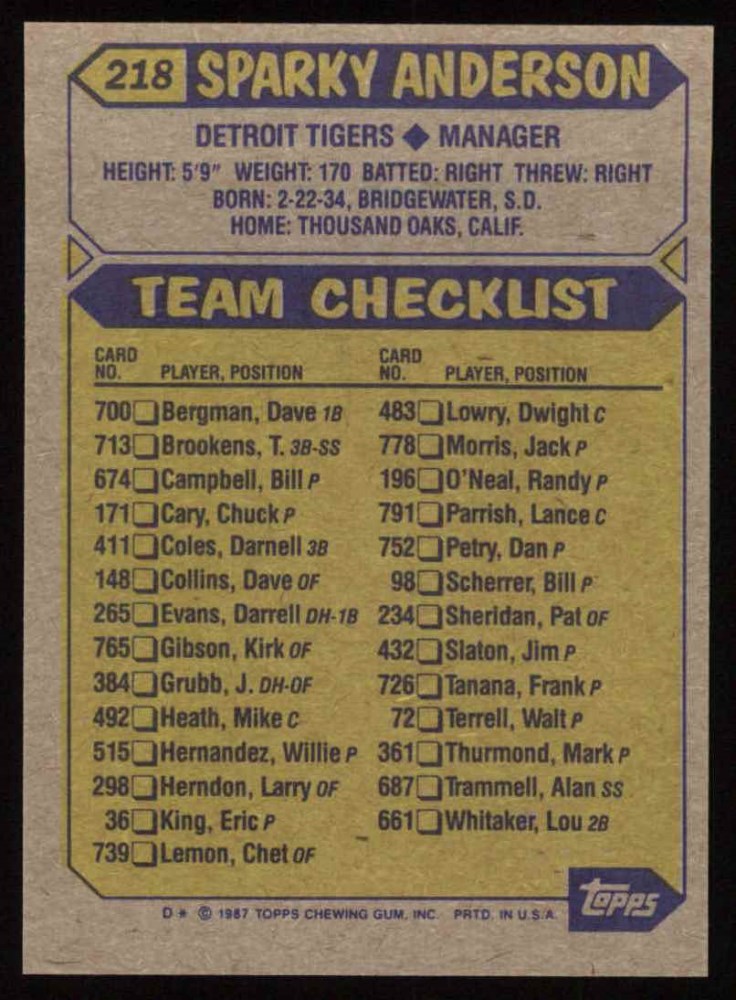 218 SPARKY ANDERSON
DETROIT TIGERS ◆ MANAGER
HEIGHT: 5'9" WEIGHT: 170 BATTED: RIGHT THREW: RIGHT
BORN: 2-22-34, BRIDGEWATER, S.D.
HOME: THOUSAND OAKS, CALIF.
TEAM CHECKLIST
CARD
NO. PLAYER, POSITION
700 Bergman, Dave 1B
713 Brookens, T. 3B-SS
674 Campbell, Bill P
171 Cary, Chuck P
411 Coles, Darnell 3B
148 Collins, Dave OF
265 Evans, Darrell DH-1B
765 Gibson, Kirk OF
384 Grubb, J. DH-OF
492 Heath, Mike C
515 Hernandez, Willie P
298 Herndon, Larry OF
36 King, Eric P
739 Lemon, Chet OF
CARD
NO. PLAYER, POSITION
483 Lowry, Dwight C
778 Morris, Jack P
196 O'Neal, Randy P
791 Parrish, Lance C
752 Petry, Dan P
98 Scherrer, Bill P
234 Sheridan, Pat OF
432 Slaton, Jim P
726 Tanana, Frank P
72 Terrell, Walt P
361 Thurmond, Mark P
687 Trammell, Alan SS
661 Whitaker, Lou 2B
topps
D* © 1987 TOPPS CHEWING GUM, INC. PRTD. IN U.S.A.